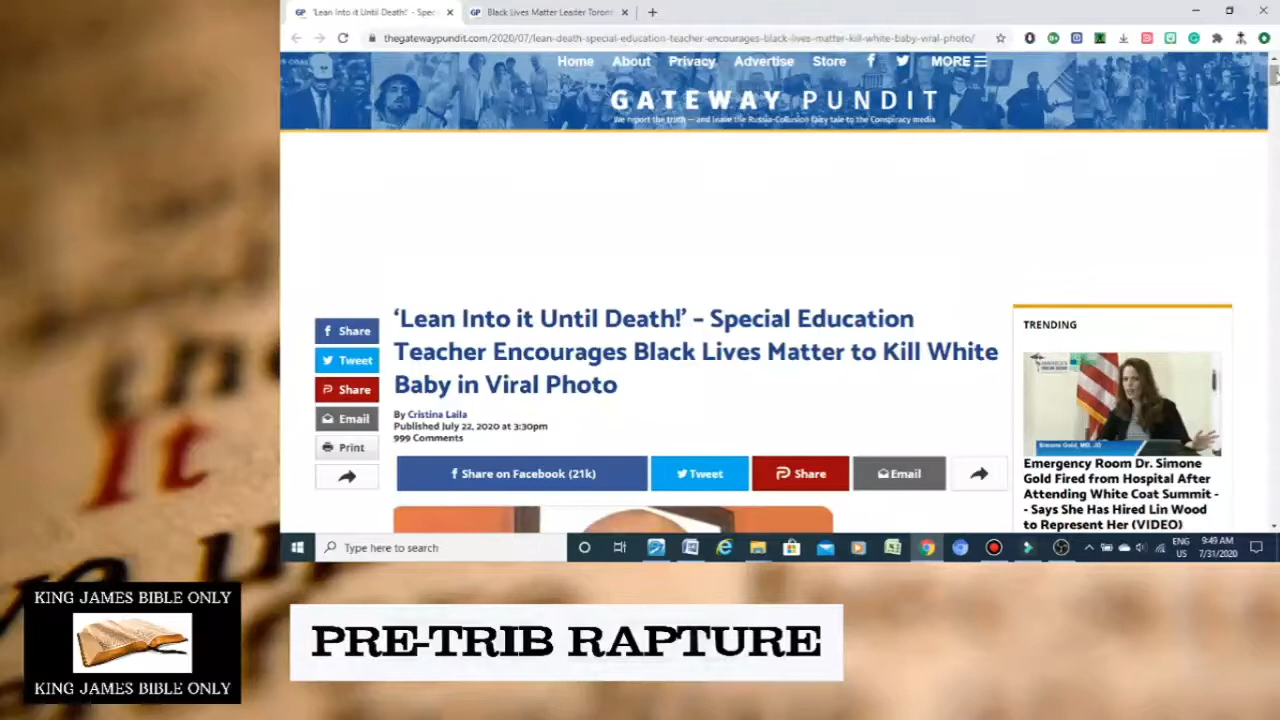 'Lean Into it Until Death!' - Spec
Black Lives Matter Leader Toront
thegatewaypundit.com/2020/07/lean-death-special-education-teacher-encourages-black-lives-matter-kill-white-baby-viral-photo/
Home About Privacy Advertise Store MORE
GATEWAY PUNDIT
We report the truth — and leave the Russia-Collusion fairy tale to the Conspiracy media
'Lean Into it Until Death!' – Special Education
Teacher Encourages Black Lives Matter to Kill White
Baby in Viral Photo
By Cristina Laila
Published July 22, 2020 at 3:30pm
999 Comments
Share
Tweet
Share
Email
Print
Share on Facebook (21k) Tweet Share Email
TRENDING
Simone Gold, MD, JD
Emergency Room Dr. Simone
Gold Fired from Hospital After
Attending White Coat Summit -
- Says She Has Hired Lin Wood
to Represent Her (VIDEO)
Type here to search
ENG
US
9:49 AM
7/31/2020
It
KING JAMES BIBLE ONLY
KING JAMES BIBLE ONLY
PRE-TRIB RAPTURE